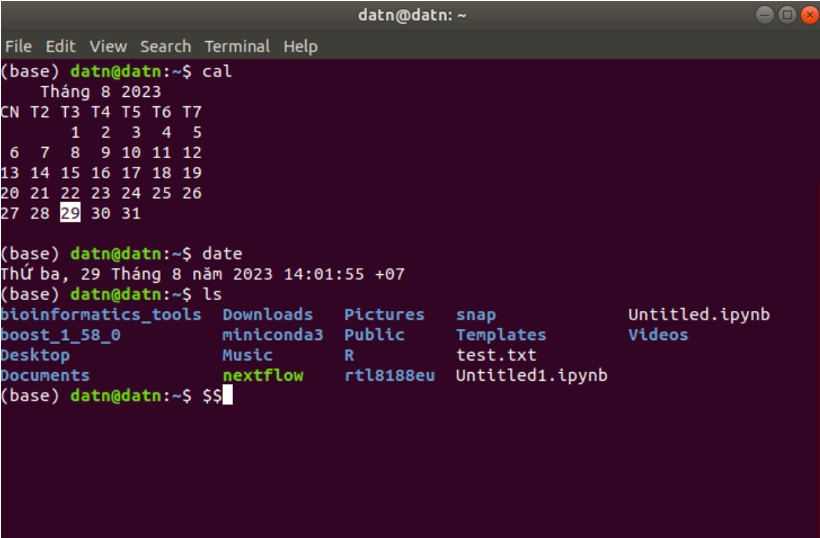 datn@datn: ~
File Edit View Search Terminal Help
(base) datn@datn:~$ cal
    Tháng 8 2023
CN T2 T3 T4 T5 T6 T7
       1  2  3  4  5
 6  7  8  9 10 11 12
13 14 15 16 17 18 19
20 21 22 23 24 25 26
27 28 29 30 31
(base) datn@datn:~$ date
Thứ ba, 29 Tháng 8 năm 2023 14:01:55 +07
(base) datn@datn:~$ ls
bioinformatics_tools  Downloads   Pictures   snap             Untitled.ipynb
boost_1_58_0          miniconda3  Public     Templates        Videos
Desktop               Music       R          test.txt
Documents             nextflow    rtl8188eu  Untitled1.ipynb
(base) datn@datn:~$ $$